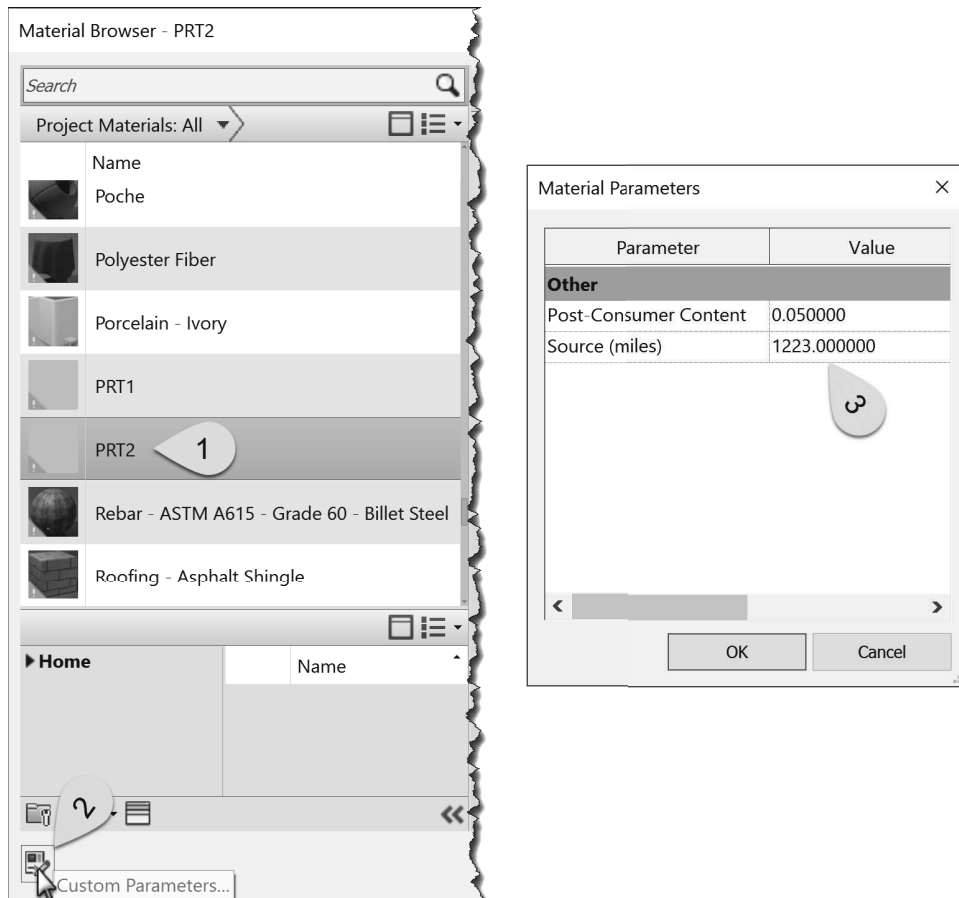 Material Browser - PRT2
Search
Project Materials: All
Name
Poche
Polyester Fiber
Porcelain - Ivory
PRT1
PRT2
1
Rebar - ASTM A615 - Grade 60 - Billet Steel
Roofing - Asphalt Shingle
Home
Name
2
Custom Parameters...
Material Parameters
Parameter Value
Other
Post-Consumer Content 0.050000
Source (miles) 1223.000000
3
OK Cancel